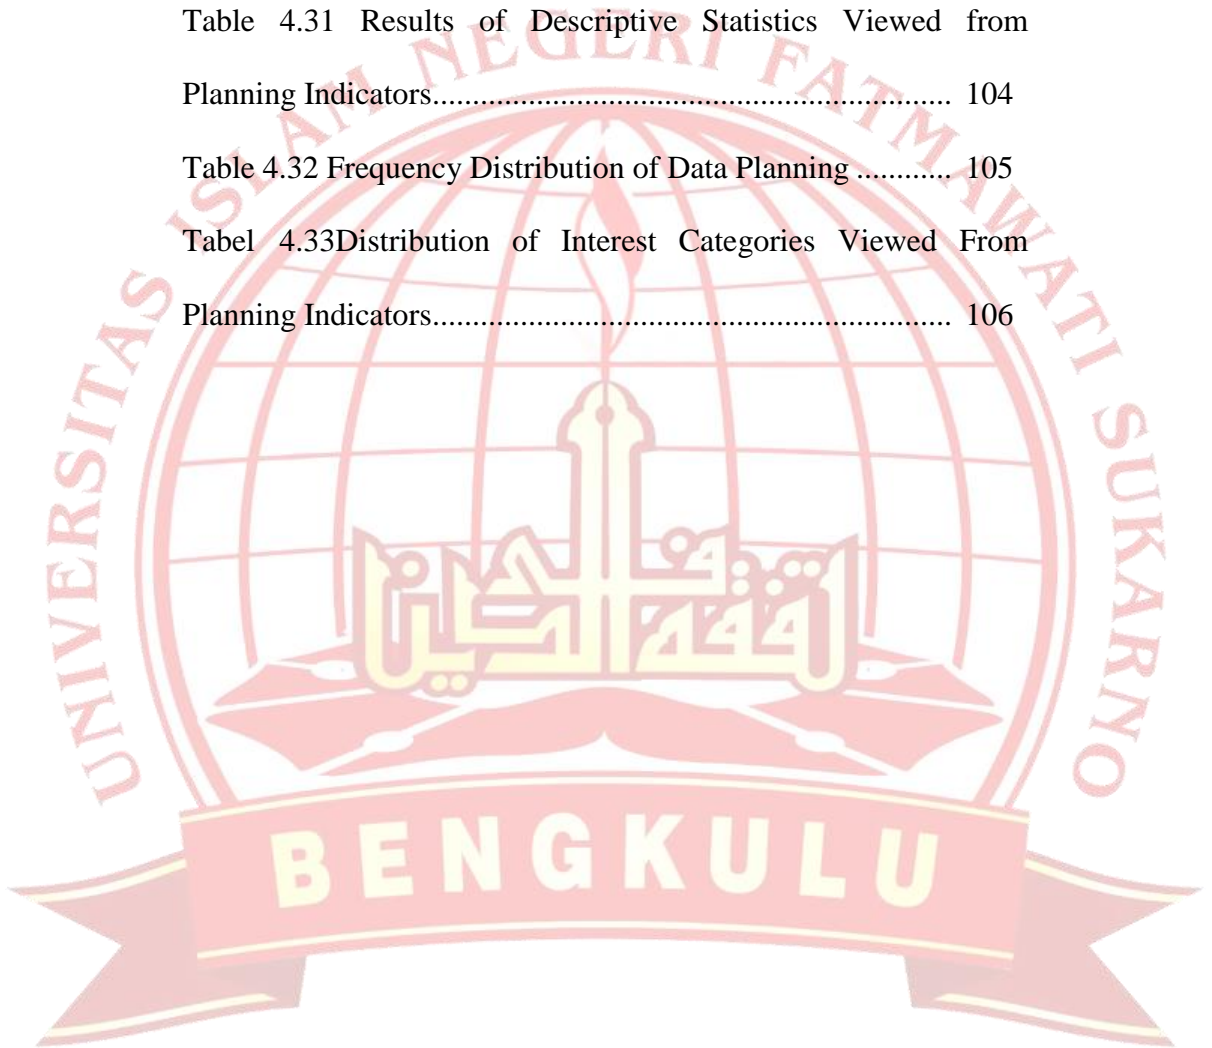 Table 4.31 Results of Descriptive Statistics Viewed from
Planning Indicators...................................................... 104
Table 4.32 Frequency Distribution of Data Planning ............ 105
Tabel 4.33Distribution of Interest Categories Viewed From
Planning Indicators...................................................... 106
UNIVERSITAS ISLAM NEGERI FATMAWATI SUKARNO
BENGKULU